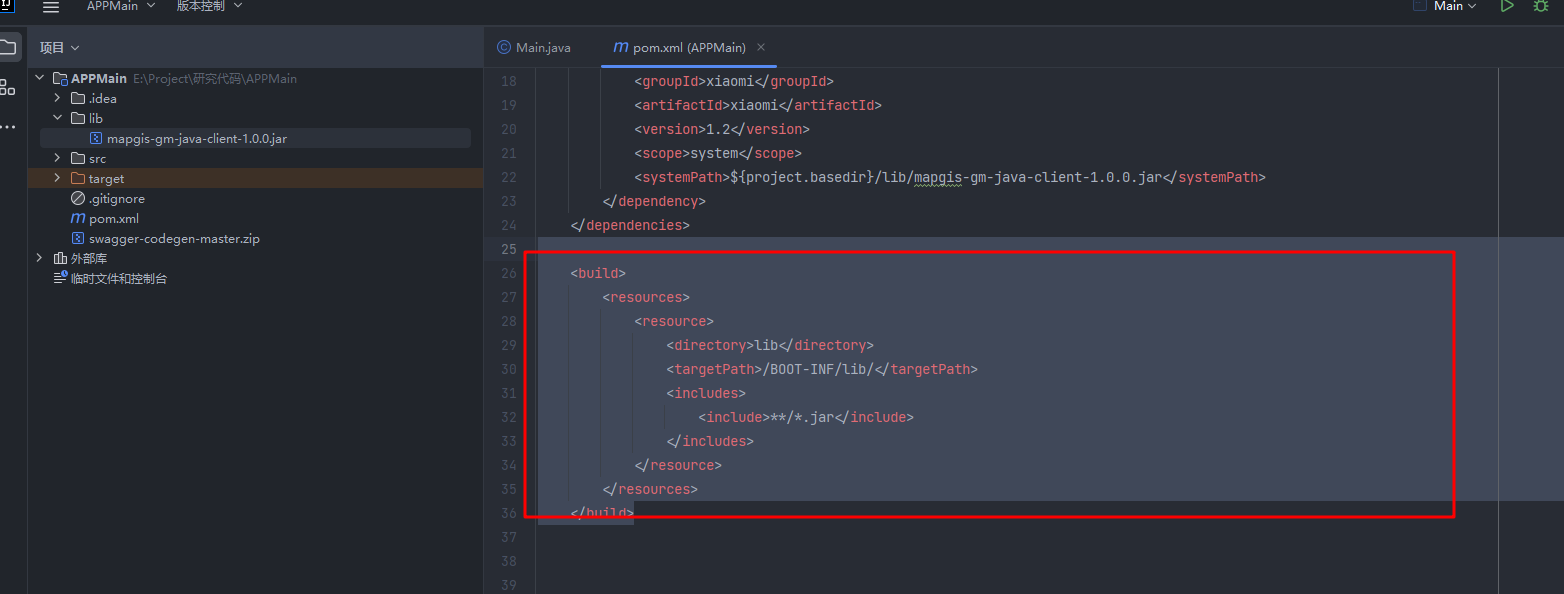 APPMain 版本控制 Main
项目
Main.java pom.xml (APPMain)
APPMain E:\Project\研究代码\APPMain
.idea
lib
mapgis-gm-java-client-1.0.0.jar
src
target
.gitignore
pom.xml
swagger-codegen-master.zip
外部库
临时文件和控制台
18 <groupId>xiaomi</groupId>
19 <artifactId>xiaomi</artifactId>
20 <version>1.2</version>
21 <scope>system</scope>
22 <systemPath>${project.basedir}/lib/mapgis-gm-java-client-1.0.0.jar</systemPath>
23 </dependency>
24 </dependencies>
25
26 <build>
27 <resources>
28 <resource>
29 <directory>lib</directory>
30 <targetPath>/BOOT-INF/lib/</targetPath>
31 <includes>
32 <include>**/*.jar</include>
33 </includes>
34 </resource>
35 </resources>
36 </build>
37
38
39